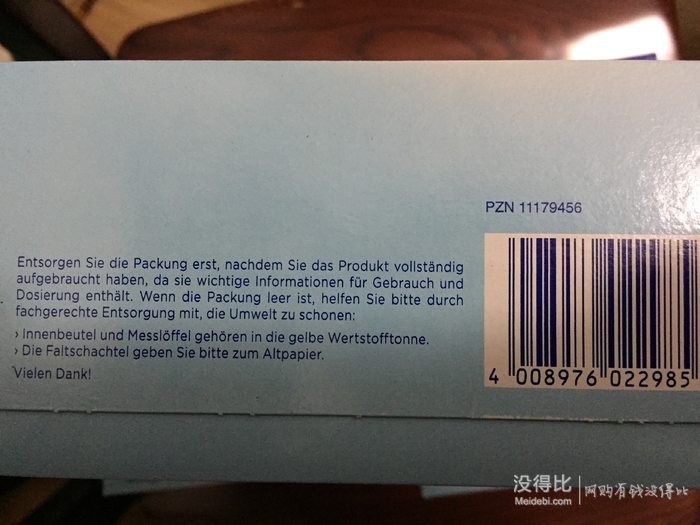 PZN 11179456
Entsorgen Sie die Packung erst, nachdem Sie das Produkt vollständig
aufgebraucht haben, da sie wichtige Informationen für Gebrauch und
Dosierung enthält. Wenn die Packung leer ist, helfen Sie bitte durch
fachgerechte Entsorgung mit, die Umwelt zu schonen:
› Innenbeutel und Messlöffel gehören in die gelbe Wertstofftonne.
› Die Faltschachtel geben Sie bitte zum Altpapier.
Vielen Dank!
4 008976 022985
没得比 网购有钱没得比
Meidebi.com